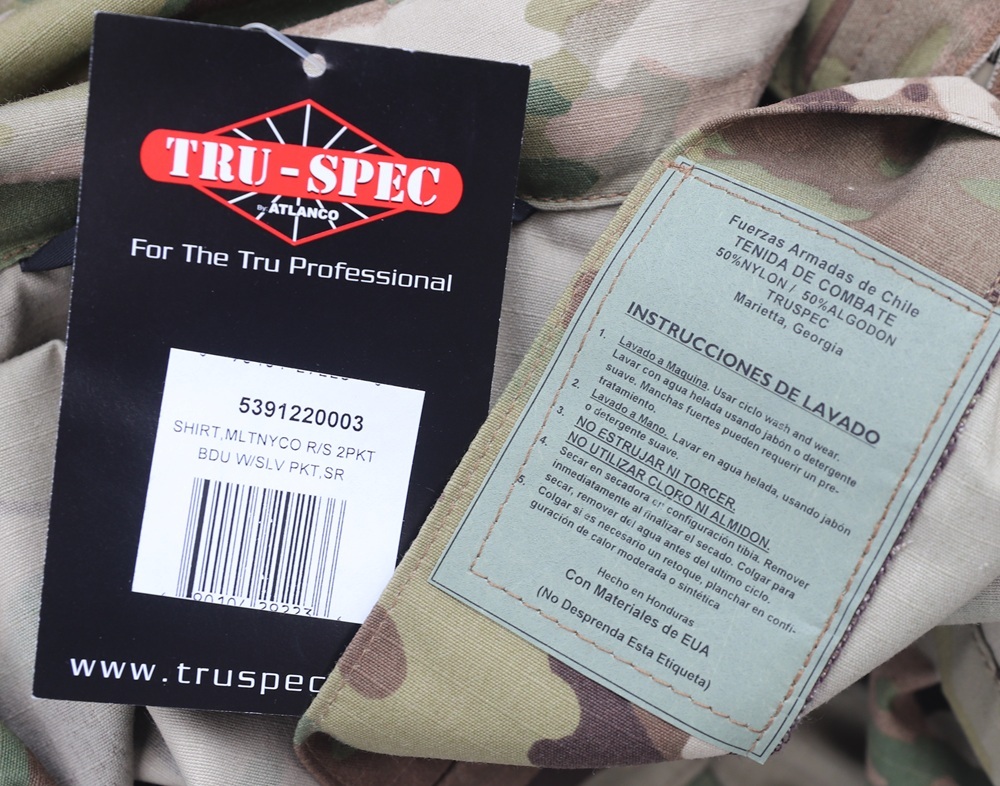 TRU-SPEC
By ATLANCO
For The Tru Professional
5391220003
SHIRT,MLTNYCO R/S 2PKT
BDU W/SLV PKT,SR
www.truspec
Fuerzas Armadas de Chile
TENIDA DE COMBATE
50%NYLON / 50%ALGODON
TRUSPEC
Marietta, Georgia
INSTRUCCIONES DE LAVADO
1. Lavado a Maquina. Usar ciclo wash and wear.
Lavar con agua helada usando jabón o detergente
suave. Manchas fuertes pueden requerir un pre-
tratamiento.
2. Lavado a Mano. Lavar en agua helada, usando jabón
o detergente suave.
3. NO ESTRUJAR NI TORCER.
4. NO UTILIZAR CLORO NI ALMIDON.
5. Secar en secadora en configuración tibia. Remover
inmediatamente al finalizar el secado. Colgar para
secar, remover del agua antes del ultimo ciclo.
Colgar si es necesario un retoque, planchar en confi-
guración de calor moderada o sintética
Hecho en Honduras
Con Materiales de EUA
(No Desprenda Esta Etiqueta)